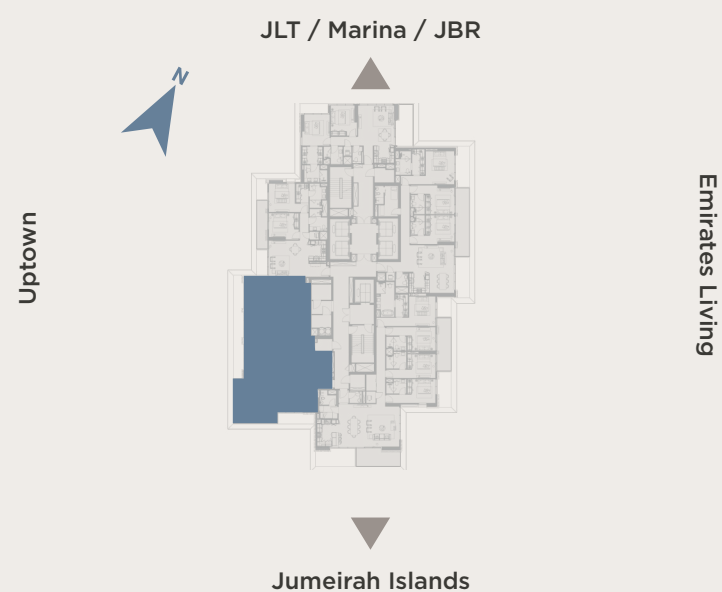 JLT / Marina / JBR
N
Uptown
Emirates Living
Jumeirah Islands